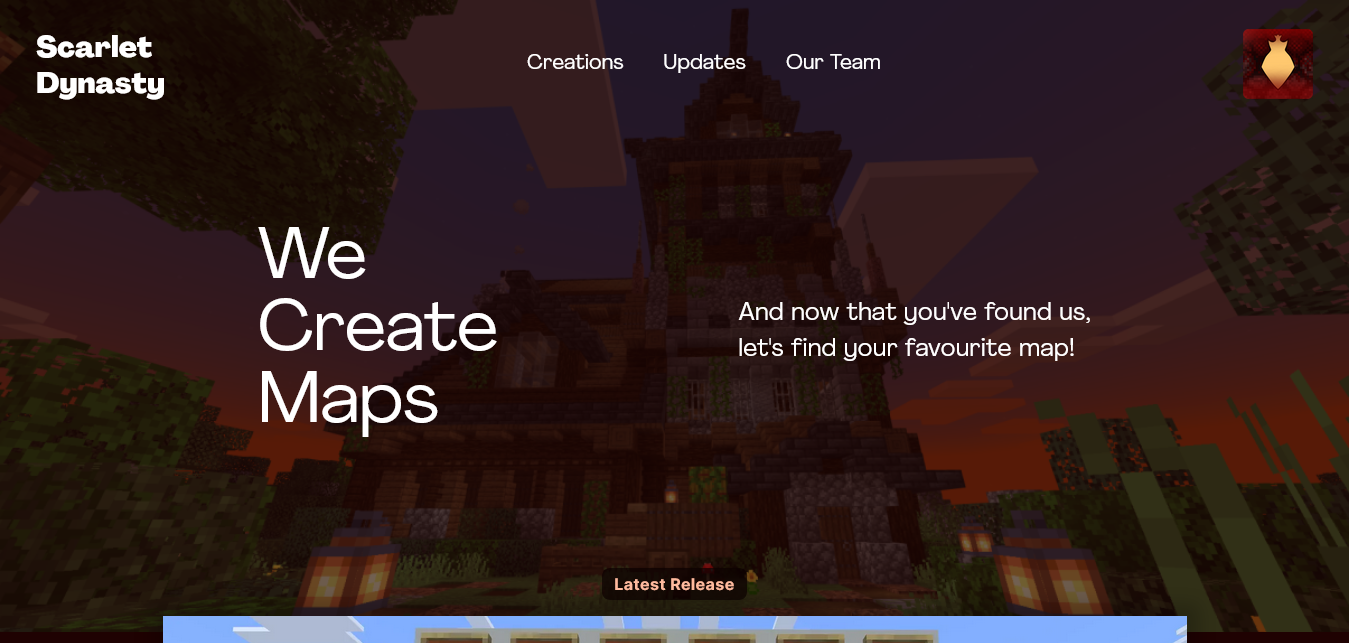 Scarlet
Dynasty
Creations
Updates
Our Team
We
Create
Maps
And now that you've found us,
let's find your favourite map!
Latest Release